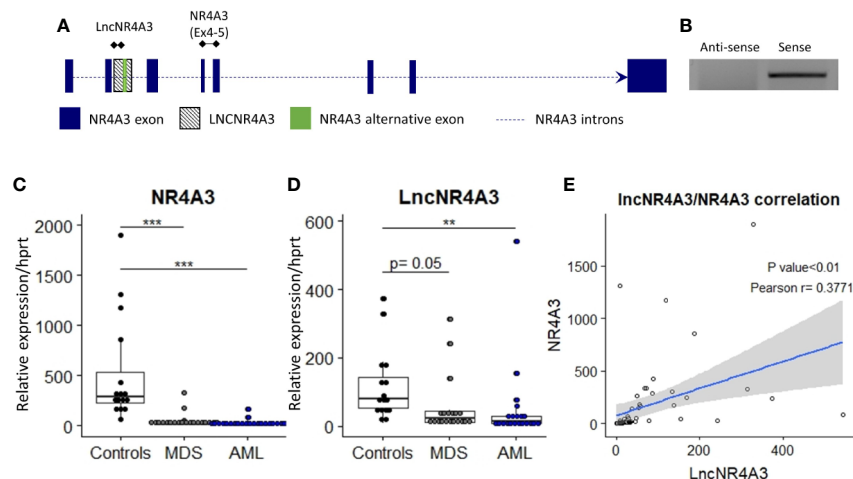 A
LncNR4A3
NR4A3
(Ex4-5)
NR4A3 exon
LNCNR4A3
NR4A3 alternative exon
NR4A3 introns
B
Anti-sense Sense
C
NR4A3
Relative expression/hprt
2000
1500
1000
500
0
***
***
Controls MDS AML
D
LncNR4A3
Relative expression/hprt
600
400
200
0
**
p= 0.05
Controls MDS AML
E
lncNR4A3/NR4A3 correlation
P value<0.01
Pearson r= 0.3771
NR4A3
1500
1000
500
0
0 200 400
LncNR4A3